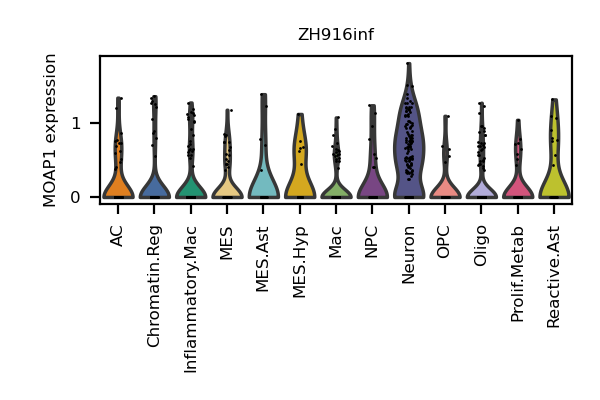 ZH916inf
MOAP1 expression
1
0
AC
Chromatin.Reg
Inflammatory.Mac
MES
MES.Ast
MES.Hyp
Mac
NPC
Neuron
OPC
Oligo
Prolif.Metab
Reactive.Ast